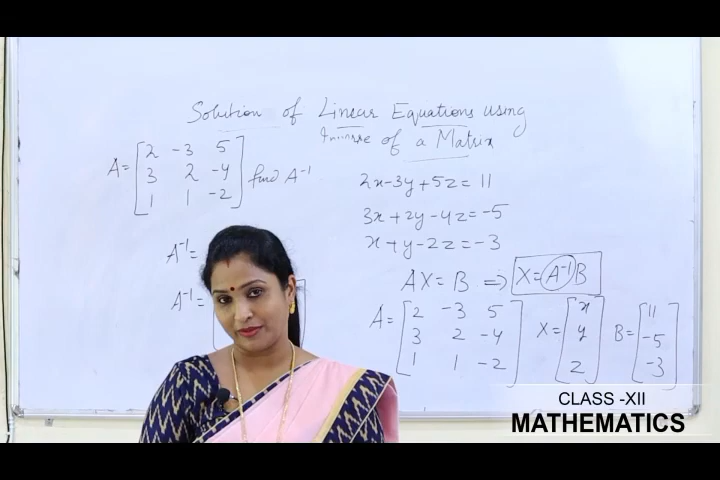 Solution of Linear Equations using
Inverse of a Matrix
A = [2 -3 5
3 2 -4
1 1 -2] find A⁻¹
A⁻¹ =
A⁻¹ =
2x-3y+5z = 11
3x+2y-4z = -5
x+y-2z = -3
AX = B ⇒ X = A⁻¹B
A = [2 -3 5
3 2 -4
1 1 -2]
X = [x
y
z]
B = [11
-5
-3]
CLASS -XII
MATHEMATICS